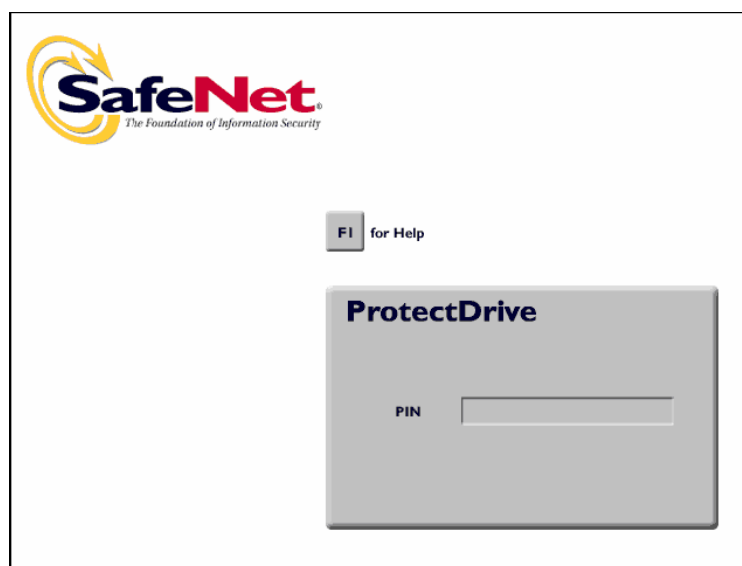 SafeNet®
The Foundation of Information Security
F1 for Help
ProtectDrive
PIN